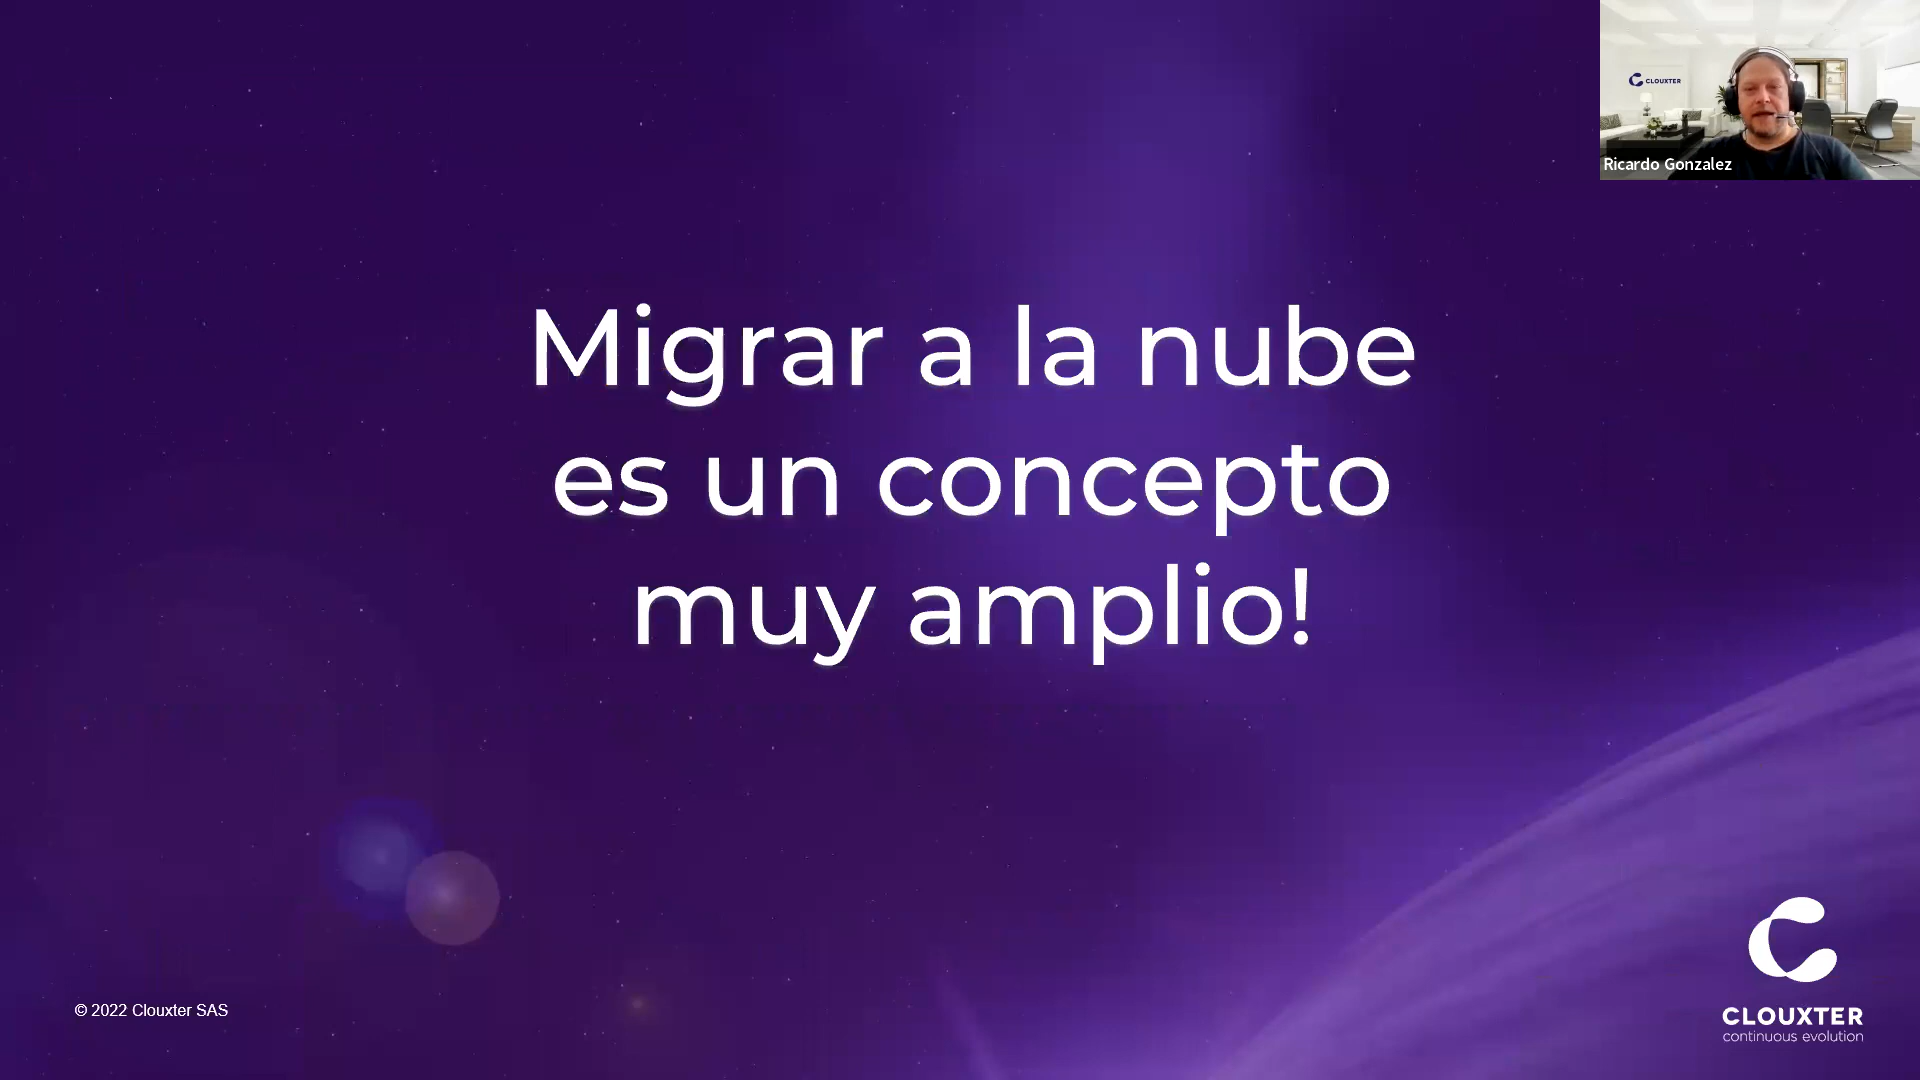 CLOUXTER
Ricardo Gonzalez
Migrar a la nube
es un concepto
muy amplio!
© 2022 Clouxter SAS
CLOUXTER
continuous evolution